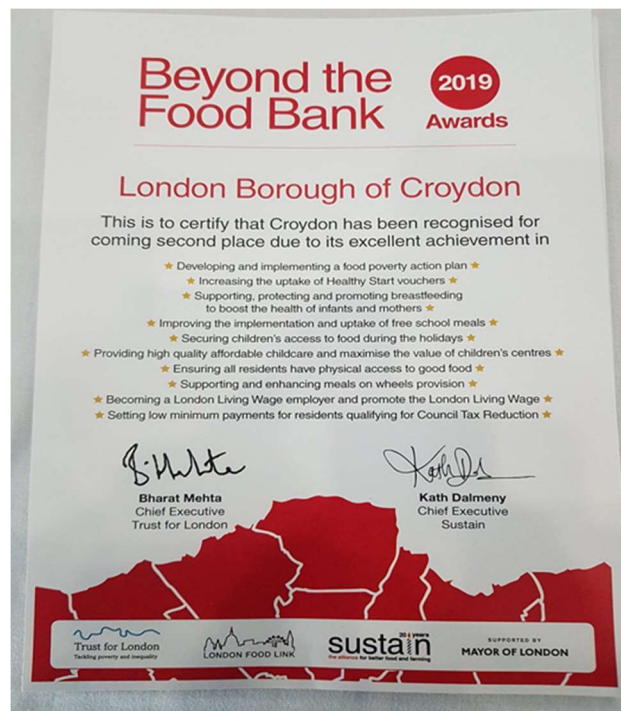 Beyond the
Food Bank
2019
Awards
London Borough of Croydon
This is to certify that Croydon has been recognised for
coming second place due to its excellent achievement in
★ Developing and implementing a food poverty action plan ★
★ Increasing the uptake of Healthy Start vouchers ★
★ Supporting, protecting and promoting breastfeeding
to boost the health of infants and mothers ★
★ Improving the implementation and uptake of free school meals ★
★ Securing children's access to food during the holidays ★
★ Providing high quality affordable childcare and maximise the value of children's centres ★
★ Ensuring all residents have physical access to good food ★
★ Supporting and enhancing meals on wheels provision ★
★ Becoming a London Living Wage employer and promote the London Living Wage ★
★ Setting low minimum payments for residents qualifying for Council Tax Reduction ★
Bharat Mehta
Chief Executive
Trust for London
Kath Dalmeny
Chief Executive
Sustain
Trust for London
Tackling poverty and inequality
LONDON FOOD LINK
20 years
sustain
the alliance for better food and farming
SUPPORTED BY
MAYOR OF LONDON